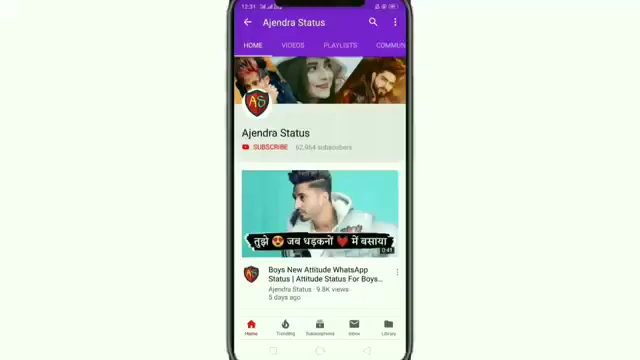 12:31
Ajendra Status
HOME VIDEOS PLAYLISTS COMMUN
AS
Ajendra Status
SUBSCRIBE 62,964 subscribers
तुझे 😍 जब धड़कनों ❤️ में बसाया
0:41
Boys New Attitude WhatsApp
Status | Attitude Status For Boys...
Ajendra Status · 9.8K views
5 days ago
Home Trending Subscriptions Inbox Library